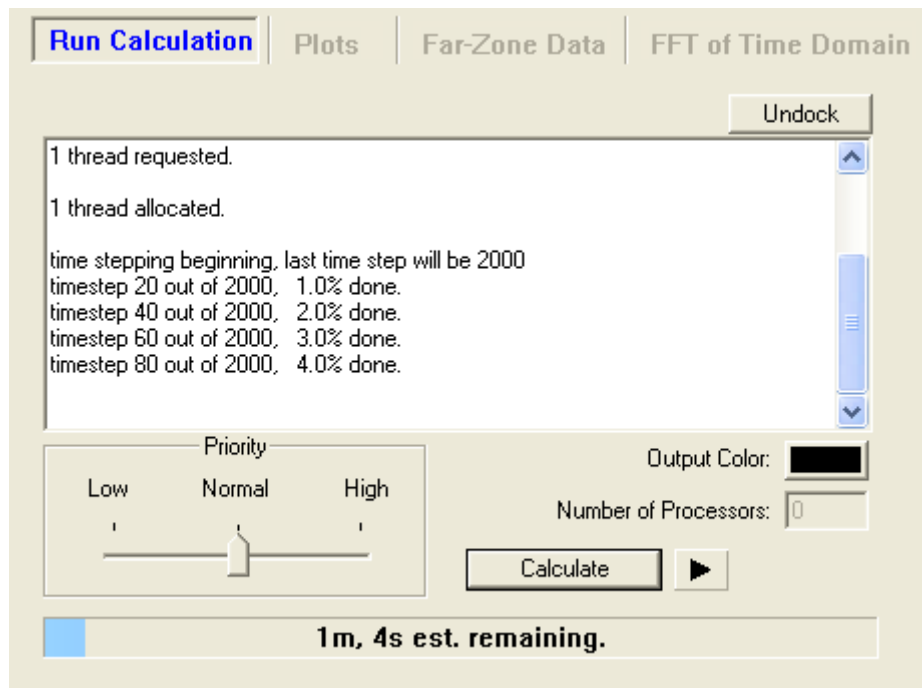 Run Calculation Plots Far-Zone Data FFT of Time Domain
Undock
1 thread requested.
1 thread allocated.
time stepping beginning, last time step will be 2000
timestep 20 out of 2000, 1.0% done.
timestep 40 out of 2000, 2.0% done.
timestep 60 out of 2000, 3.0% done.
timestep 80 out of 2000, 4.0% done.
Priority
Low Normal High
Output Color:
Number of Processors: 0
Calculate
1m, 4s est. remaining.